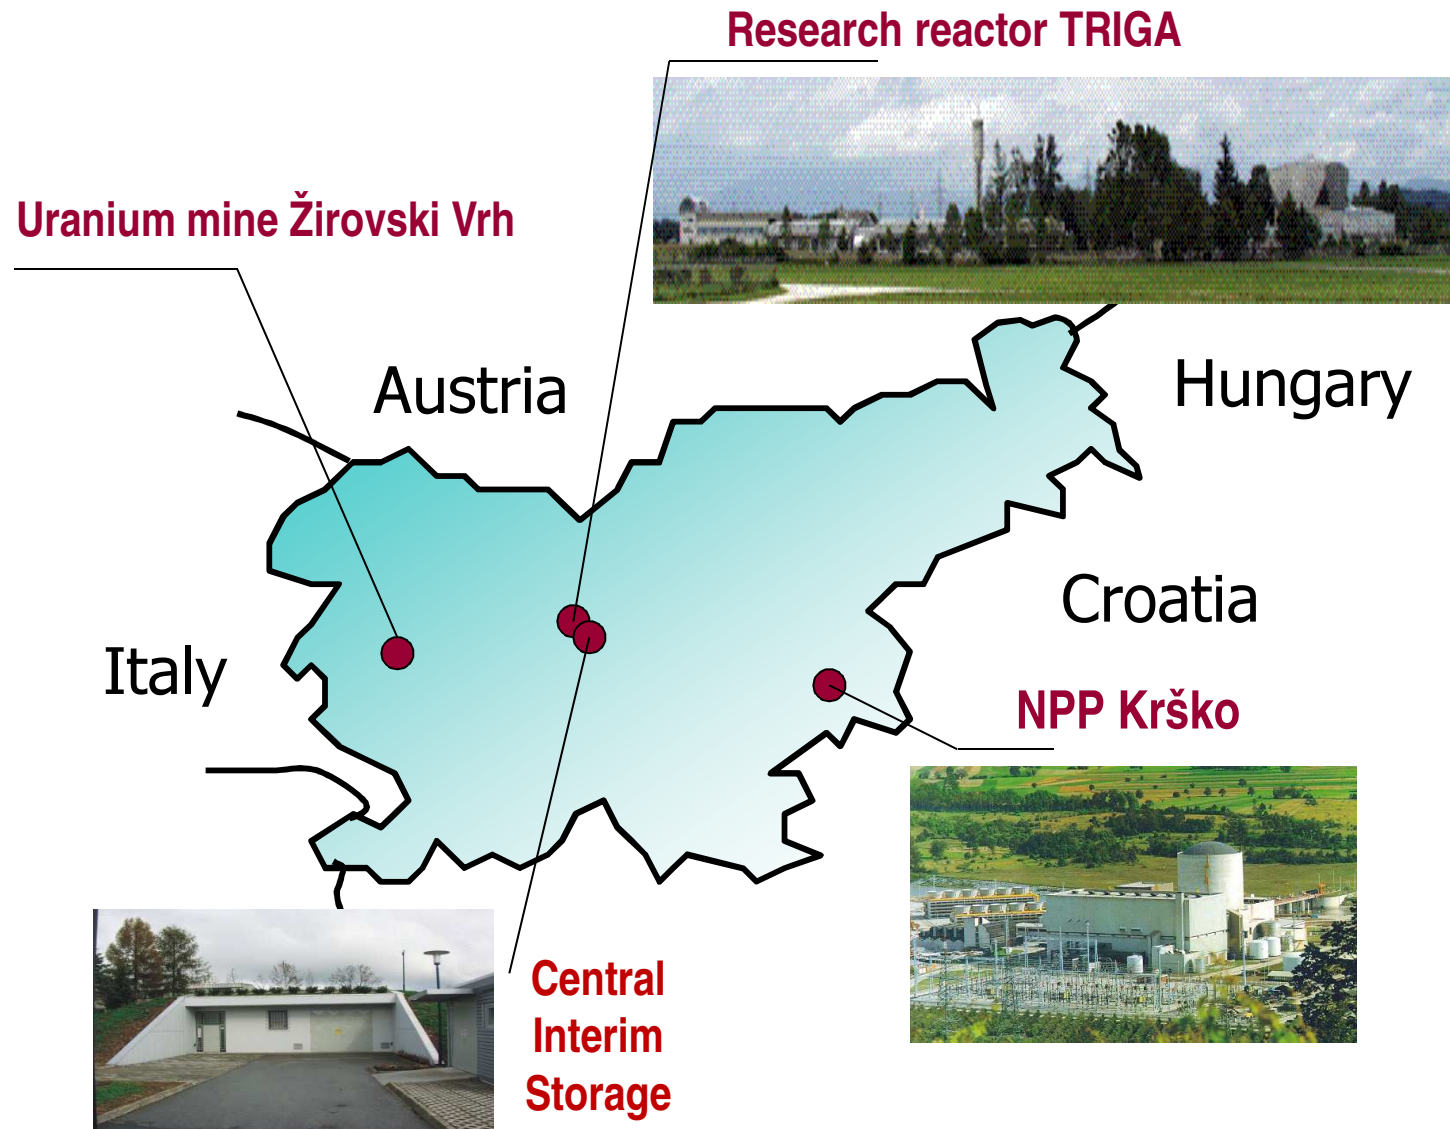 Research reactor TRIGA
Uranium mine Žirovski Vrh
Austria
Hungary
Croatia
Italy
NPP Krško
Central
Interim
Storage